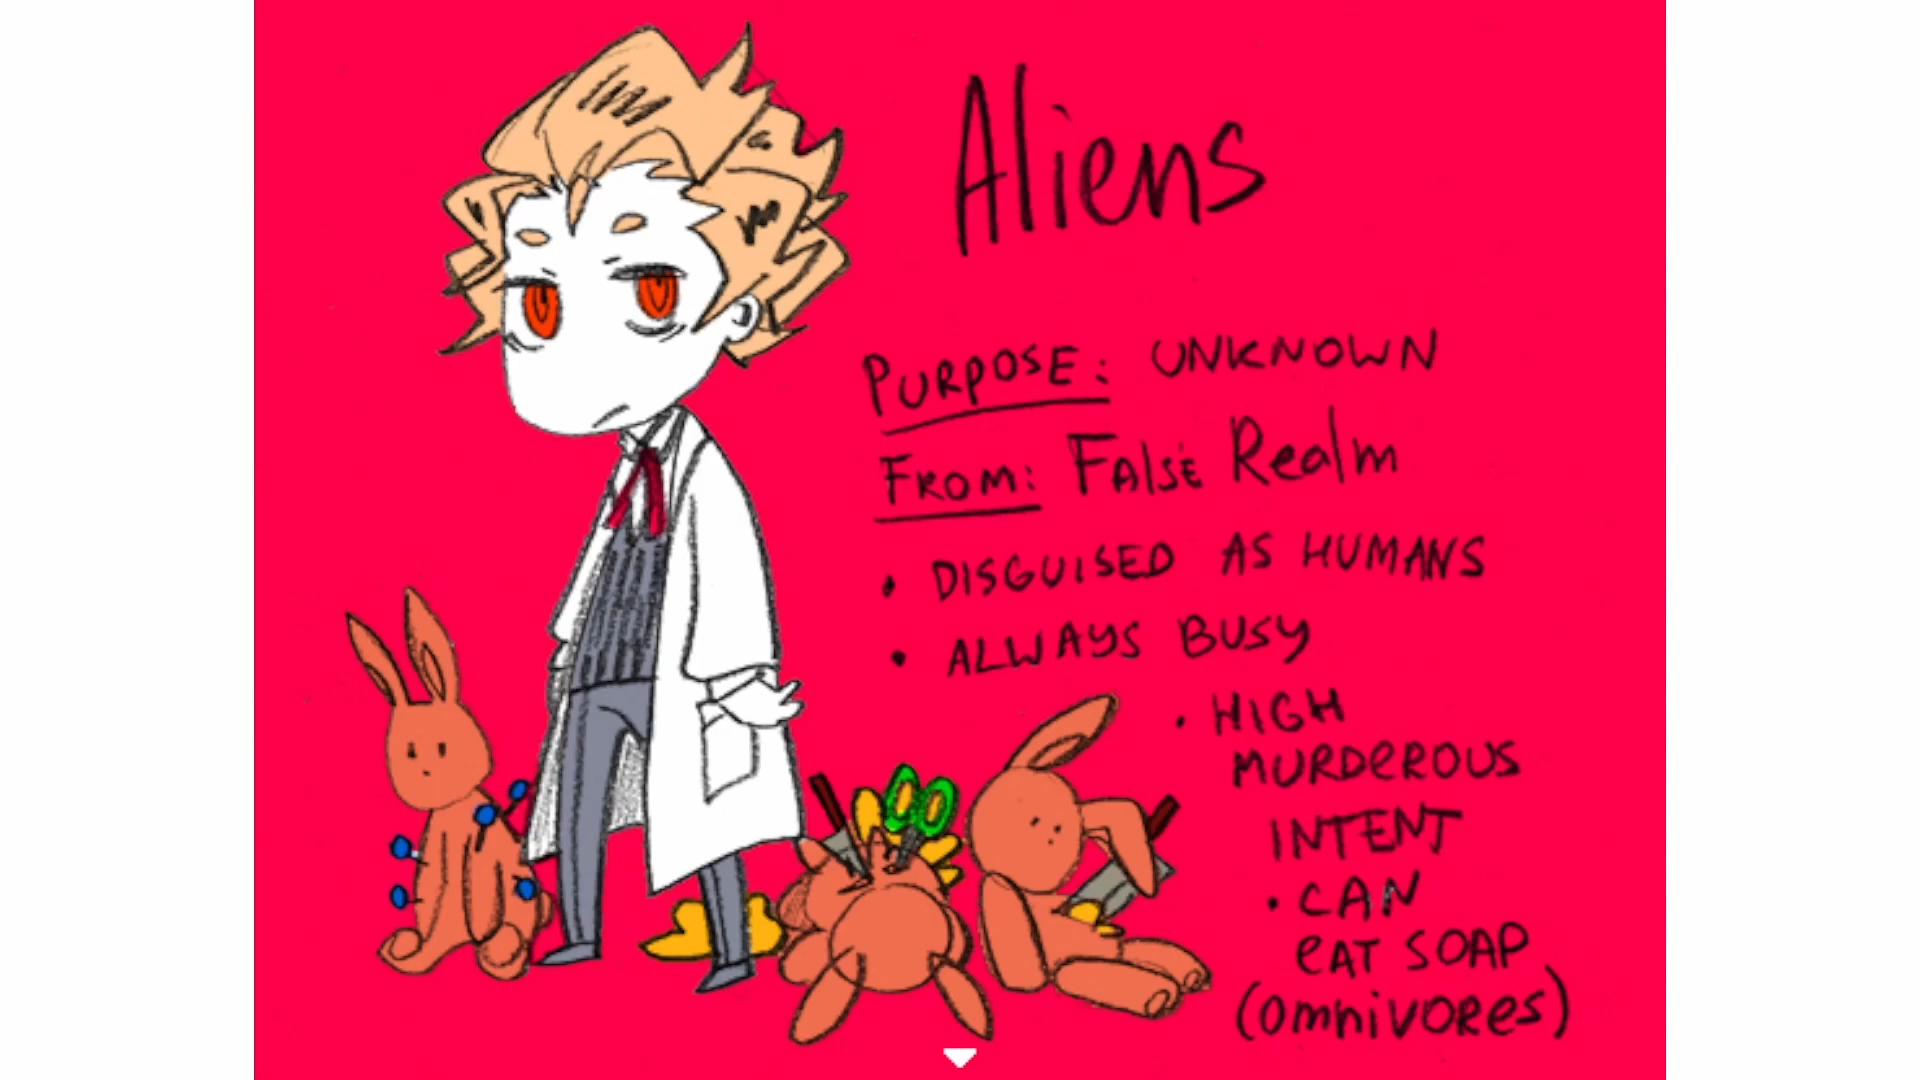 Aliens
PURPOSE: UNKNOWN
FROM: FAlsE Realm
• DISGUISED AS HUMANS
• ALWAYS BUSY
• HIGH
MURDEROUS
INTENT
• CAN
eAT SOAP
(omnivores)